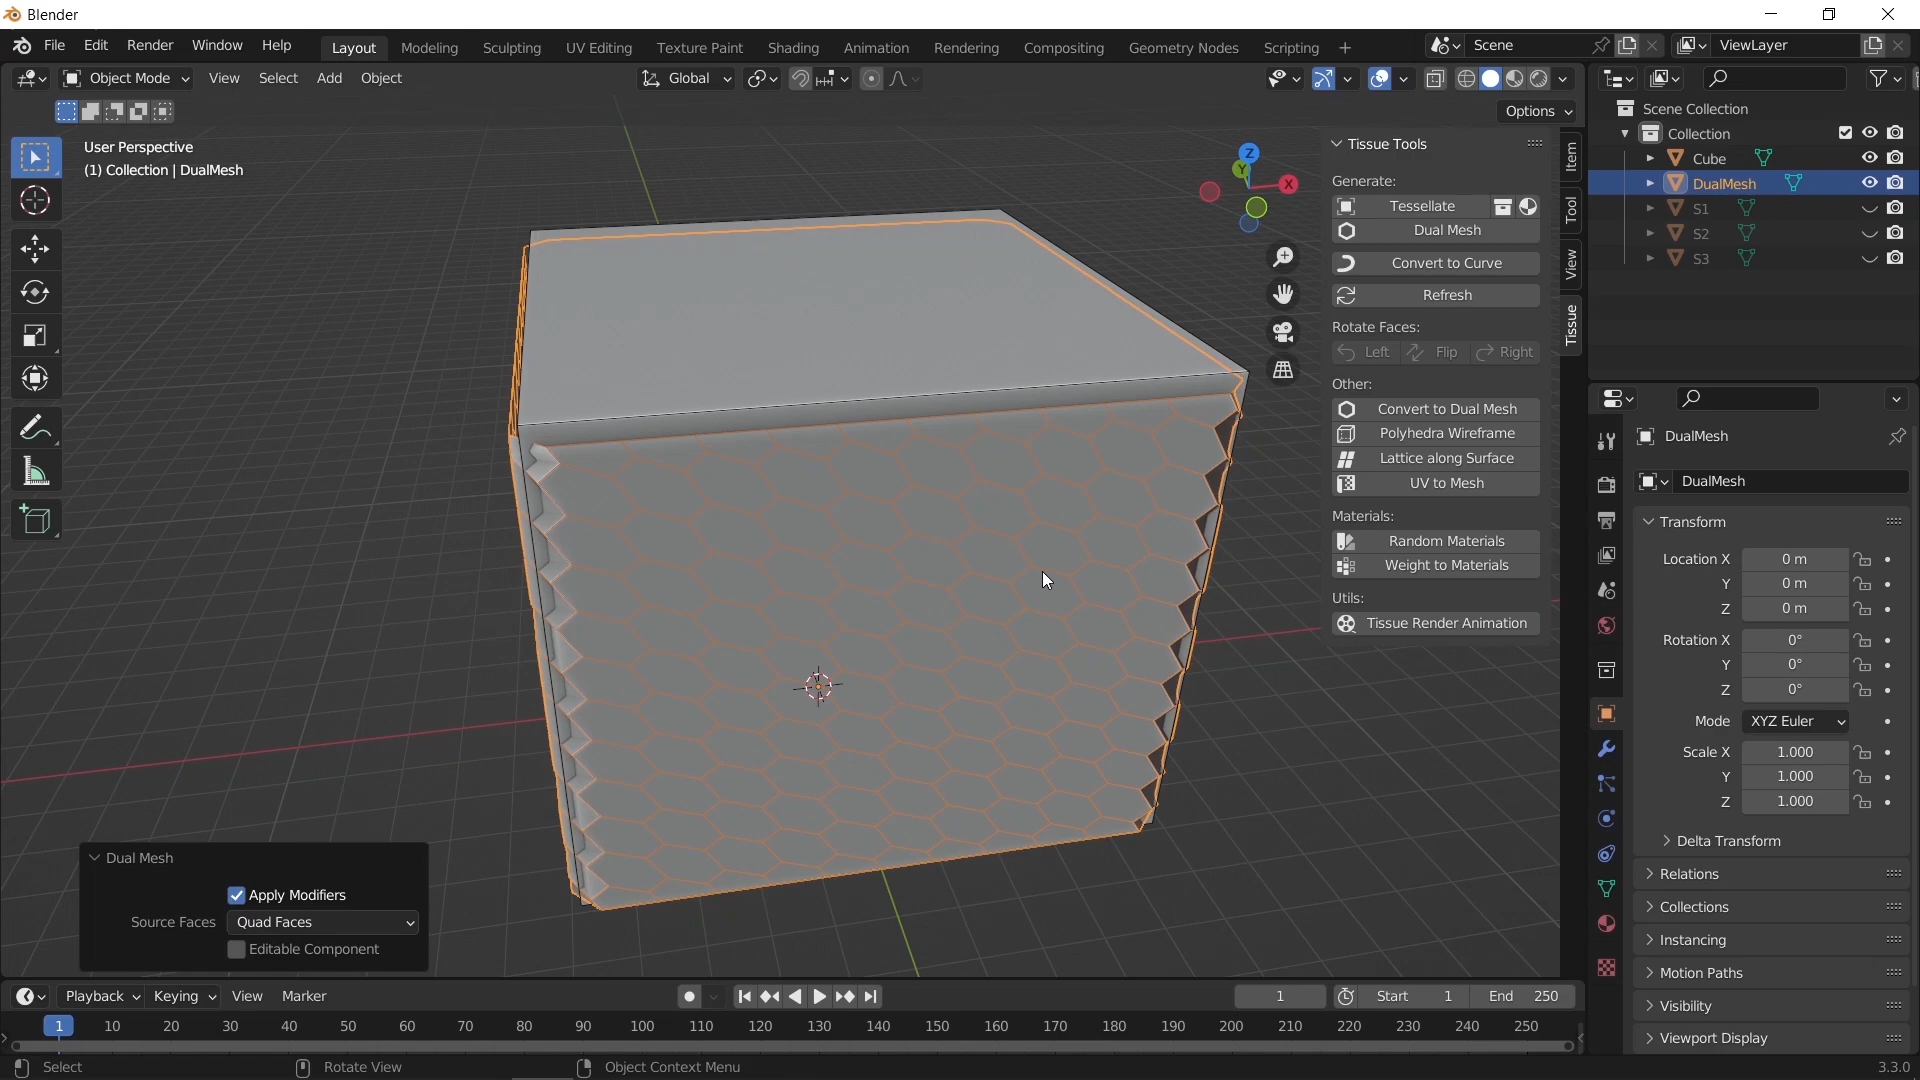 Blender
File Edit Render Window Help
Layout Modeling Sculpting UV Editing Texture Paint Shading Animation Rendering Compositing Geometry Nodes Scripting +
Scene
ViewLayer
Object Mode View Select Add Object
Global
Options
User Perspective
(1) Collection | DualMesh
Z
Y
X
Tissue Tools
Generate:
Tessellate
Dual Mesh
Convert to Curve
Refresh
Rotate Faces:
Left Flip Right
Other:
Convert to Dual Mesh
Polyhedra Wireframe
Lattice along Surface
UV to Mesh
Materials:
Random Materials
Weight to Materials
Utils:
Tissue Render Animation
Item
Tool
View
Tissue
Scene Collection
Collection
Cube
DualMesh
S1
S2
S3
DualMesh
DualMesh
Transform
Location X 0 m
Y 0 m
Z 0 m
Rotation X 0°
Y 0°
Z 0°
Mode XYZ Euler
Scale X 1.000
Y 1.000
Z 1.000
Delta Transform
Relations
Collections
Instancing
Motion Paths
Visibility
Viewport Display
Dual Mesh
Apply Modifiers
Source Faces Quad Faces
Editable Component
Playback Keying View Marker
1 Start 1 End 250
1 10 20 30 40 50 60 70 80 90 100 110 120 130 140 150 160 170 180 190 200 210 220 230 240 250
Select Rotate View Object Context Menu 3.3.0